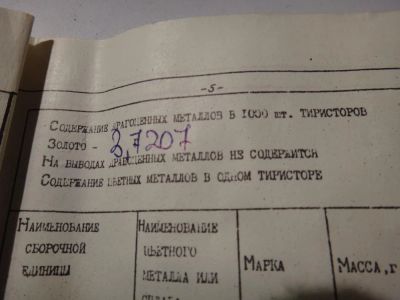 -5-
Содержание драгоценных металлов в 1000 шт. тиристоров
Золото - 3,7207
На выводах драгоценных металлов не содержится
Содержание цветных металлов в одном тиристоре
Наименование сборочной единицы
Наименование цветного металла или
Марка
Масса, г